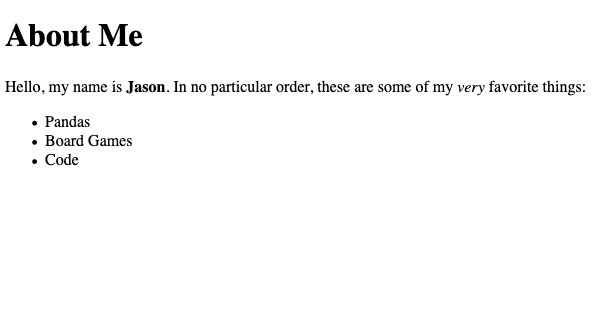 About Me
Hello, my name is Jason. In no particular order, these are some of my very favorite things:
Pandas
Board Games
Code